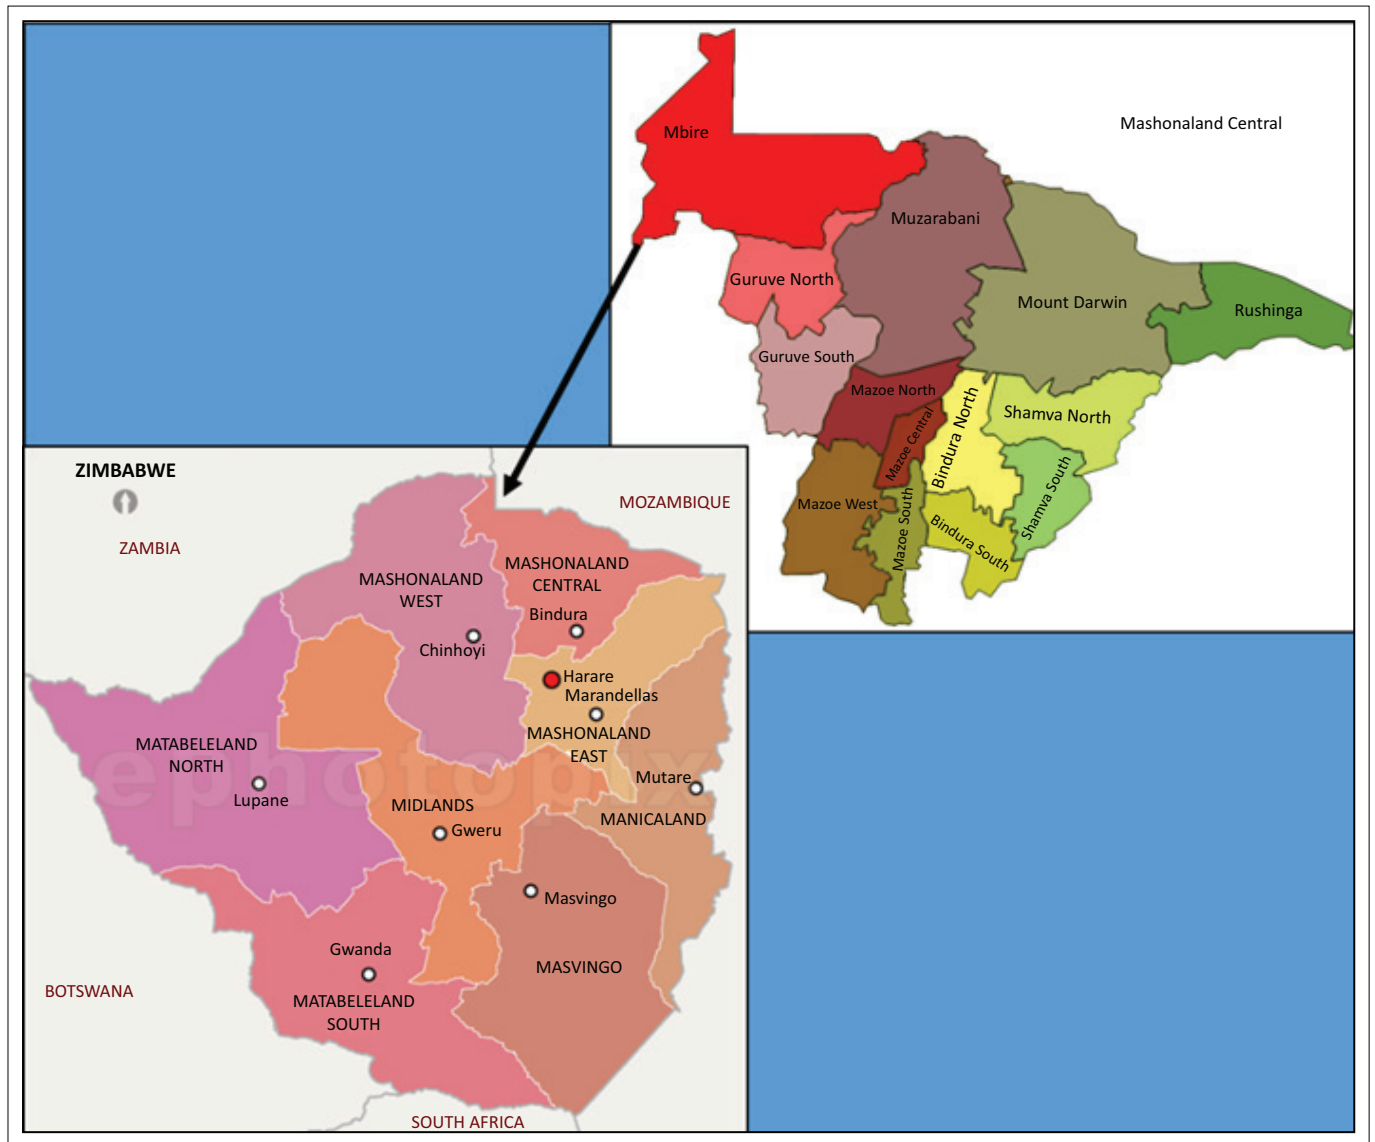 Mashonaland Central
Mbire
Muzarabani
Guruve North
Mount Darwin
Rushinga
Guruve South
Mazoe North
Mazoe Central
Bindura North
Shamva North
Mazoe West
Mazoe South
Bindura South
Shamva South
ZIMBABWE
MOZAMBIQUE
ZAMBIA
MASHONALAND
WEST
MASHONALAND
CENTRAL
Bindura
Chinhoyi
Harare
Marandellas
MASHONALAND
EAST
MATABELELAND
NORTH
Lupane
Mutare
MIDLANDS
Gweru
MANICALAND
ephotopix
Masvingo
Gwanda
MASVINGO
BOTSWANA
MATABELELAND
SOUTH
SOUTH AFRICA